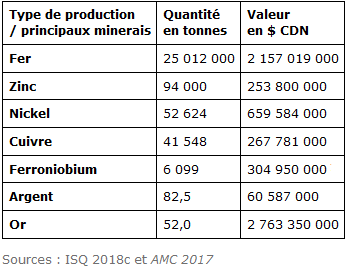 Type de production / principaux minerais Quantité en tonnes Valeur en $ CDN
Fer 25 012 000 2 157 019 000
Zinc 94 000 253 800 000
Nickel 52 624 659 584 000
Cuivre 41 548 267 781 000
Ferroniobium 6 099 304 950 000
Argent 82,5 60 587 000
Or 52,0 2 763 350 000
Sources : ISQ 2018c et AMC 2017